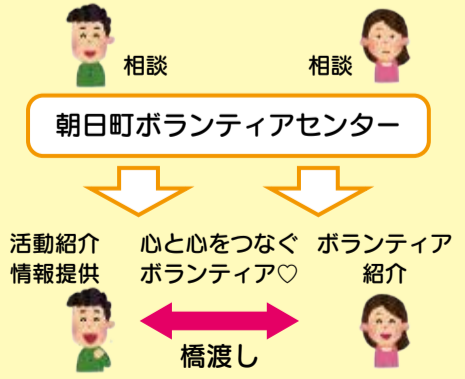 相談
相談
朝日町ボランティアセンター
活動紹介
情報提供
心と心をつなぐ
ボランティア♡
ボランティア
紹介
橋渡し